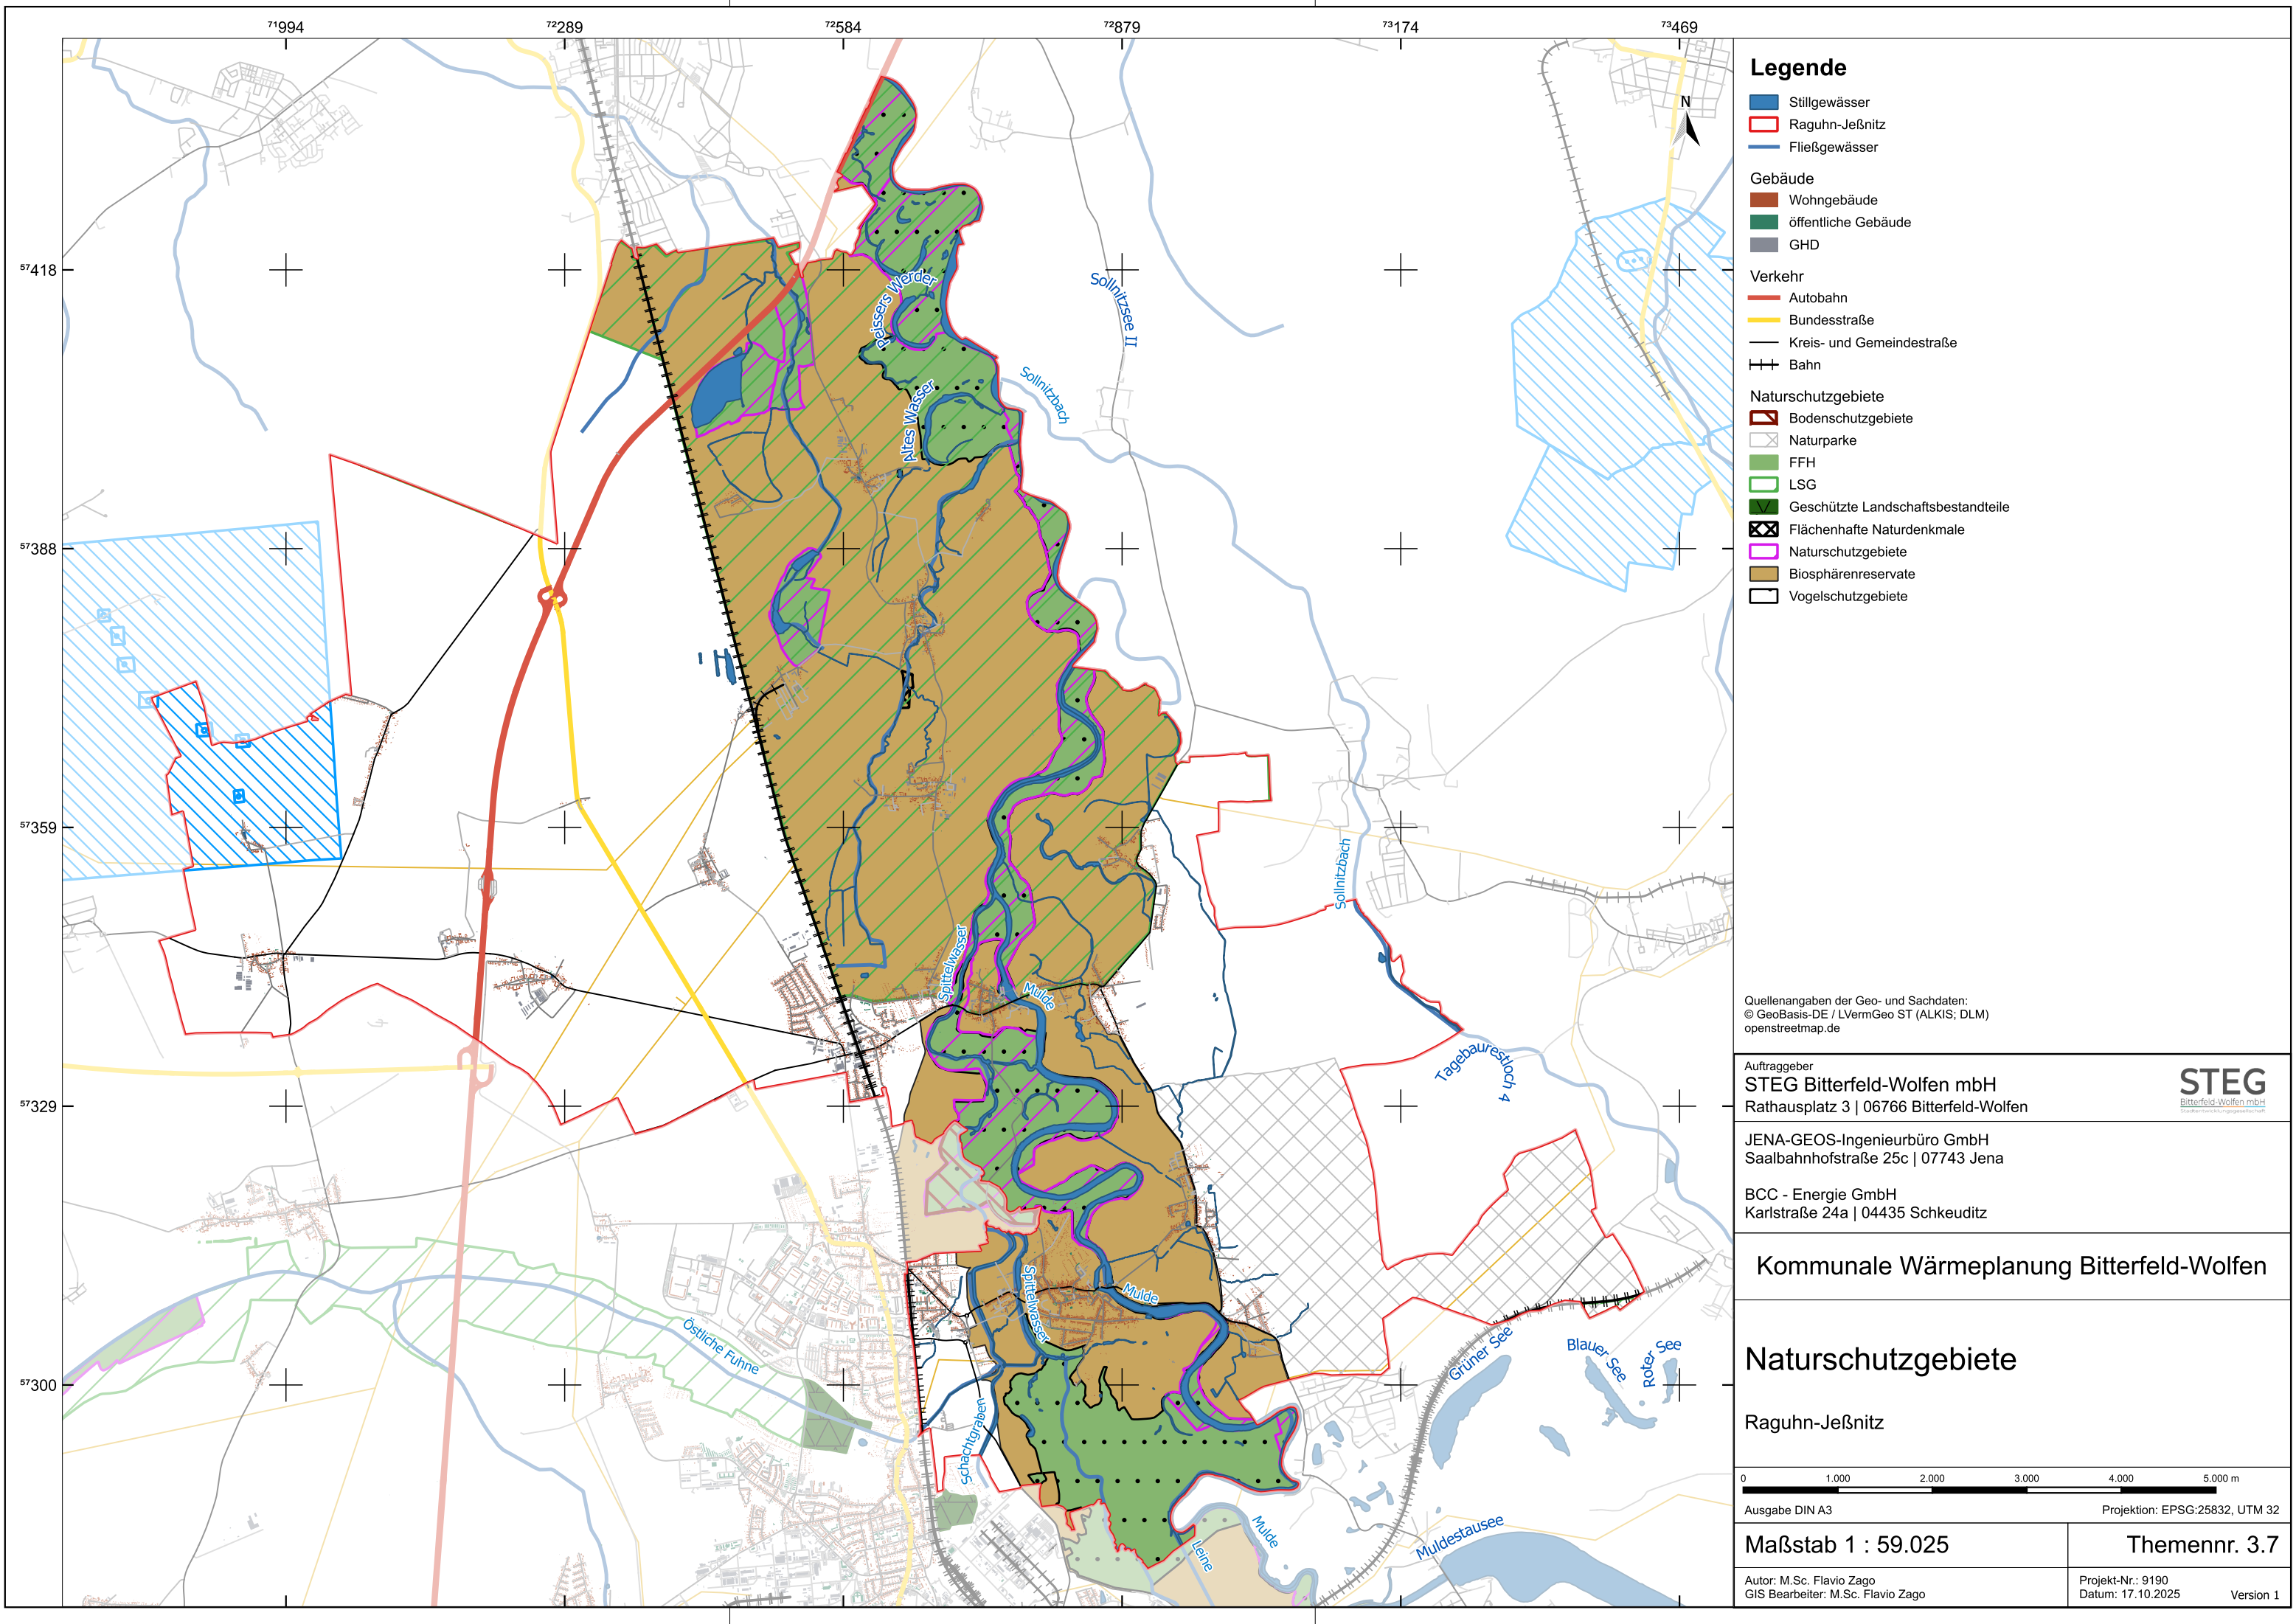 71994
72289
72584
72879
73174
73469
57418
57388
57359
57329
57300
N
Peissers Werder
Sollnitzsee II
Sollnitzbach
Altes Wasser
Sollnitzbach
Spittelwasser
Mulde
Tagebaurestloch 4
Spittelwasser
Mulde
Östliche Fuhne
Schachtgraben
Grüner See
Blauer See
Roter See
Mulde
Leine
Muldestausee
Legende
Stillgewässer
Raguhn-Jeßnitz
Fließgewässer
Gebäude
Wohngebäude
öffentliche Gebäude
GHD
Verkehr
Autobahn
Bundesstraße
Kreis- und Gemeindestraße
Bahn
Naturschutzgebiete
Bodenschutzgebiete
Naturparke
FFH
LSG
Geschützte Landschaftsbestandteile
Flächenhafte Naturdenkmale
Naturschutzgebiete
Biosphärenreservate
Vogelschutzgebiete
Quellenangaben der Geo- und Sachdaten:
© GeoBasis-DE / LVermGeo ST (ALKIS; DLM)
openstreetmap.de
Auftraggeber
STEG Bitterfeld-Wolfen mbH
Rathausplatz 3 | 06766 Bitterfeld-Wolfen
STEG
Bitterfeld-Wolfen mbH
Stadtentwicklungsgesellschaft
JENA-GEOS-Ingenieurbüro GmbH
Saalbahnhofstraße 25c | 07743 Jena
BCC - Energie GmbH
Karlstraße 24a | 04435 Schkeuditz
Kommunale Wärmeplanung Bitterfeld-Wolfen
Naturschutzgebiete
Raguhn-Jeßnitz
0 1.000 2.000 3.000 4.000 5.000 m
Ausgabe DIN A3 Projektion: EPSG:25832, UTM 32
Maßstab 1 : 59.025 Themennr. 3.7
Autor: M.Sc. Flavio Zago Projekt-Nr.: 9190
GIS Bearbeiter: M.Sc. Flavio Zago Datum: 17.10.2025 Version 1